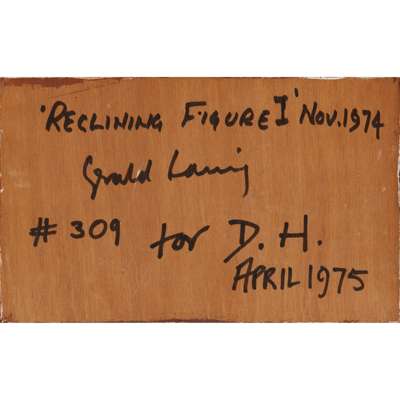 'RECLINING FIGURE I' NOV. 1974
Gerald Laing
# 309 for D. H.
APRIL 1975